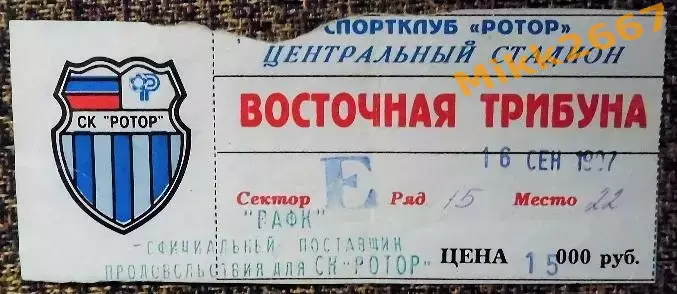 СПОРТКЛУБ «РОТОР»
ЦЕНТРАЛЬНЫЙ СТАДИОН
Mikk2667
СК "РОТОР"
ВОСТОЧНАЯ ТРИБУНА
16 СЕН 1997
Сектор Е Ряд 15 Место 22
"РАФК"
-ОФИЦИАЛЬНЫЙ ПОСТАВЩИК
ПРОДОВОЛЬСТВИЯ ДЛЯ СК "РОТОР"
ЦЕНА 15 000 руб.